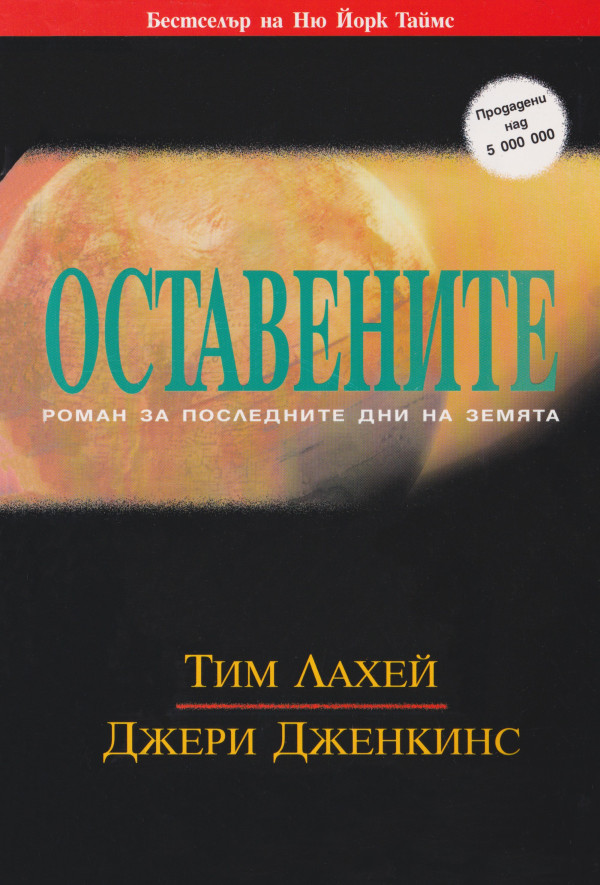 Бестселър на Ню Йорк Таймс
Продадени
над
5 000 000
ОСТАВЕНИТЕ
РОМАН ЗА ПОСЛЕДНИТЕ ДНИ НА ЗЕМЯТА
ТИМ ЛАХЕЙ
ДЖЕРИ ДЖЕНКИНС